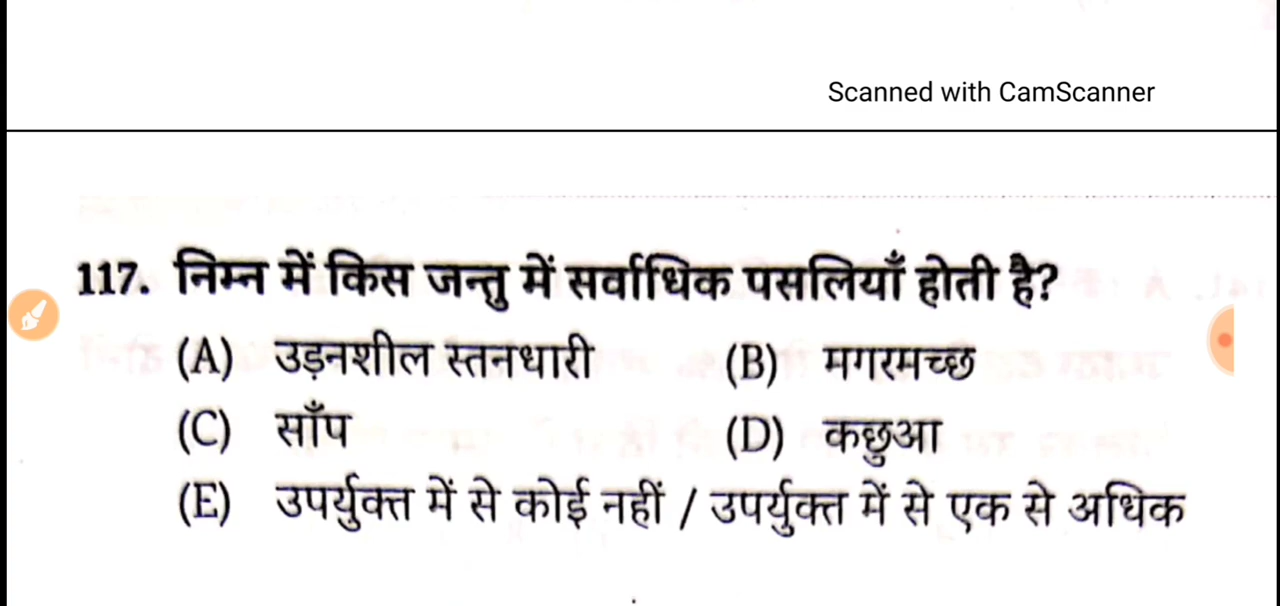 Scanned with CamScanner
117. निम्न में किस जन्तु में सर्वाधिक पसलियाँ होती है?
(A) उड़नशील स्तनधारी (B) मगरमच्छ
(C) साँप (D) कछुआ
(E) उपर्युक्त में से कोई नहीं / उपर्युक्त में से एक से अधिक